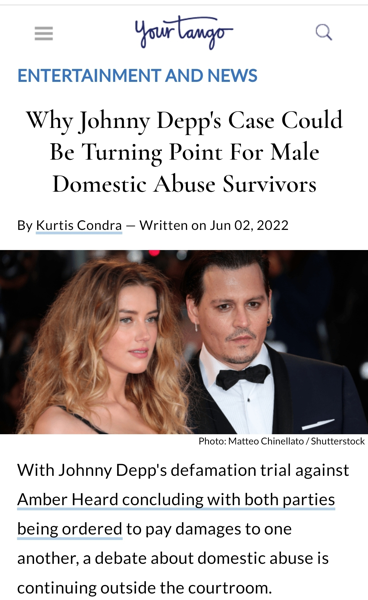 YourTango
ENTERTAINMENT AND NEWS
Why Johnny Depp's Case Could
Be Turning Point For Male
Domestic Abuse Survivors
By Kurtis Condra — Written on Jun 02, 2022
Photo: Matteo Chinellato / Shutterstock
With Johnny Depp's defamation trial against
Amber Heard concluding with both parties
being ordered to pay damages to one
another, a debate about domestic abuse is
continuing outside the courtroom.